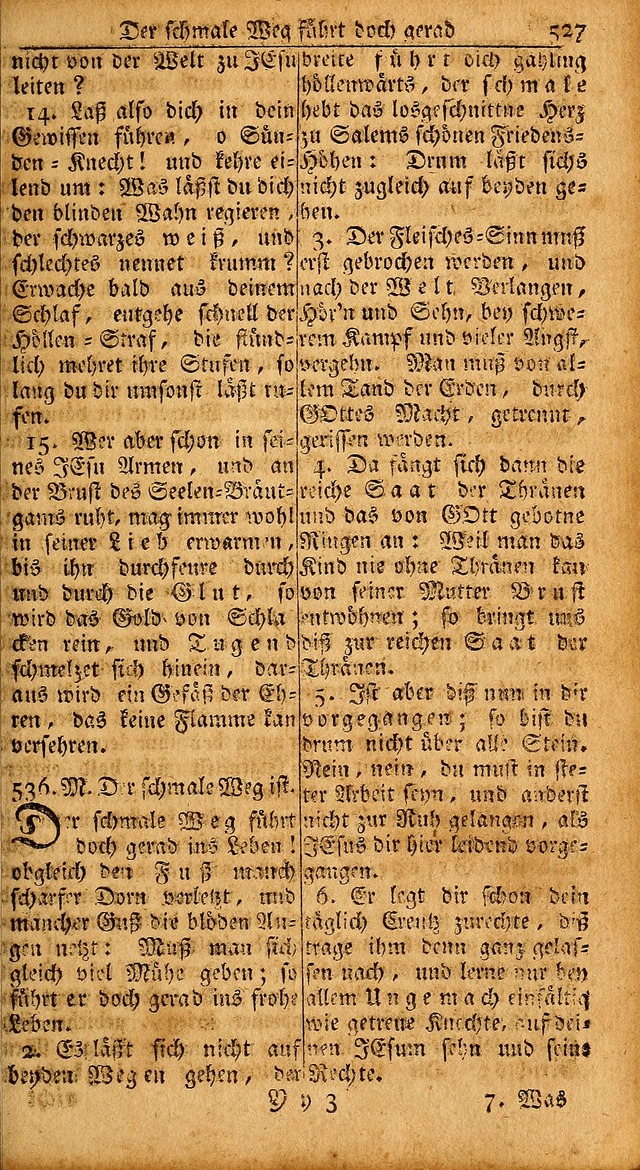 Der schmale Weg führt doch gerad 527
nicht von der Welt zu JEsu
leiten?
14. Laß also dich in dein
Gewissen führen, o Sün-
den-Knecht! und kehre ei-
lend um: Was läßst du dich
den blinden Wahn regieren,
der schwarzes weiß, und
schlechtes nennet krumm?
Erwache bald aus deinem
Schlaf, entgehe schnell der
Höllen-Straf, die stünd-
lich mehret ihre Stufen, so
lang du dir umsonst läßt ru-
fen.
15. Wer aber schon in sei-
nes JEsu Armen, und an
der Brust des Seelen-Bräut-
gams ruht, mag immer wohl
in seiner Lieb erwarmen,
bis ihn durchfeure durch
und durch die Glut, so
wird das Gold von Schla
cken rein, und Tugend
schmelzet sich hinein, dar-
aus wird ein Gefäß der Eh-
ren, das keine Flamme kan
versehren.
536. M. Der schmale Weg ist.
Der schmale Weg führt
doch gerad ins Leben!
obgleich den Fuß manch
scharfer Dorn verletzt, und
mancher Guß die blöden Au-
gen netzt: Muß man sich
gleich viel Mühe geben; so
führt er doch gerad ins frohe
Leben.
2. Es läßt sich nicht auf
beyden Wegen gehen, der
breite führt dich gähling
höllenwärts, der schmale
hebt das losgeschnittne Herz
zu Salems schönen Friedens-
Höhen: Drum läßt sichs
nicht zugleich auf beyden ge-
hen.
3. Der Fleisches-Sinn muß
erst gebrochen werden, und
nach der Welt Verlangen,
Hör'n und Sehn, bey schwe-
rem Kampf und vieler Angst,
vergehn. Man muß von al-
lem Tand der Erden, durch
GOttes Macht, getrennt,
gerissen werden.
4. Da fängt sich dann die
reiche Saat der Thränen
und das von GOtt gebotne
Ringen an: Weil man das
Kind nie ohne Thränen kan
von seiner Mutter Brust
entwöhnen; so bringt uns
diß zur reichen Saat der
Thränen.
5. Ist aber diß nun in dir
vorgegangen; so bist du
drum nicht über alle Stein.
Nein, nein, du must in ste-
ter Arbeit seyn, und anderst
nicht zur Ruh gelangen, als
JEsus dir hier leidend vorge-
gangen.
6. Er legt dir schon dein
täglich Creutz zurechte, diß
trage ihm denn ganz gelas-
sen nach, und lerne nur bey
allem Ungemach einfältig
wie getreue Knechte, auf dei-
nen JEsum sehn und seine
Rechte.
Yy 3 7. Was